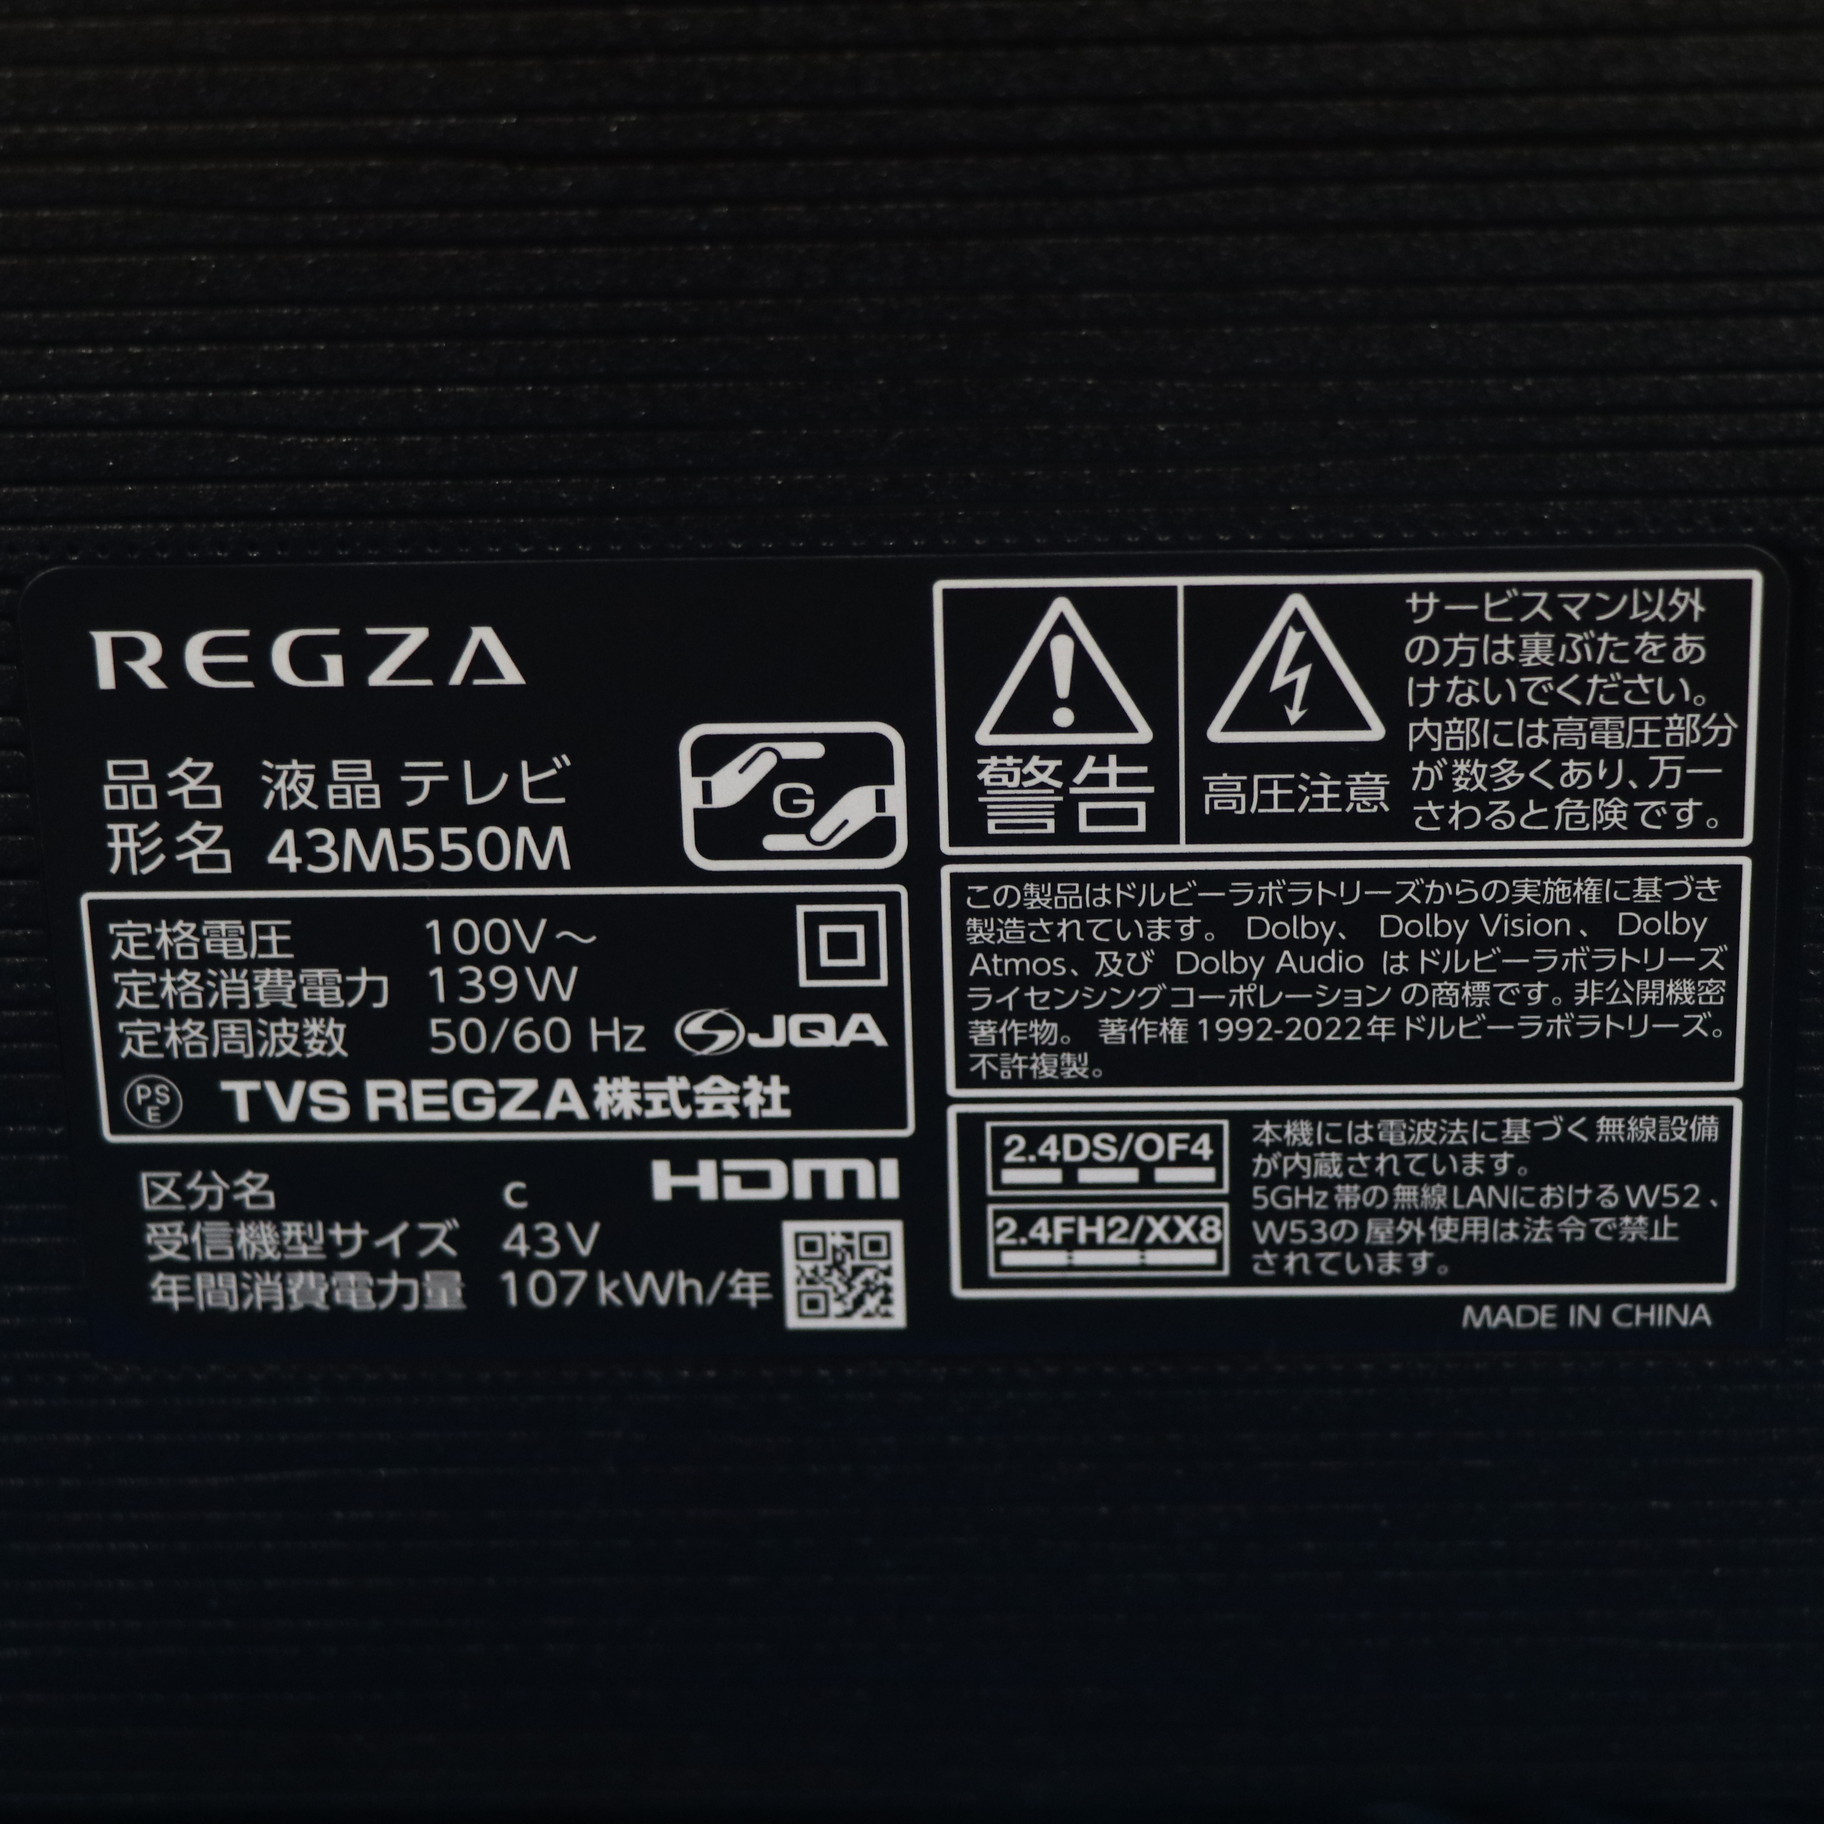 REGZA
品名 液晶テレビ
形名 43M550M
G
定格電圧 100V～
定格消費電力 139W
定格周波数 50/60 Hz
JQA
PS
E
TVS REGZA株式会社
区分名 c
HDMI
受信機型サイズ 43V
年間消費電力量 107kWh/年
警告
高圧注意
サービスマン以外
の方は裏ぶたをあ
けないでください。
内部には高電圧部分
が数多くあり、万一
さわると危険です。
この製品はドルビーラボラトリーズからの実施権に基づき
製造されています。 Dolby、 Dolby Vision、 Dolby
Atmos、及び Dolby Audio はドルビーラボラトリーズ
ライセンシングコーポレーションの商標です。非公開機密
著作物。 著作権 1992-2022年ドルビーラボラトリーズ。
不許複製。
2.4DS/OF4
2.4FH2/XX8
本機には電波法に基づく無線設備
が内蔵されています。
5GHz帯の無線LANにおけるW52、
W53の屋外使用は法令で禁止
されています。
MADE IN CHINA